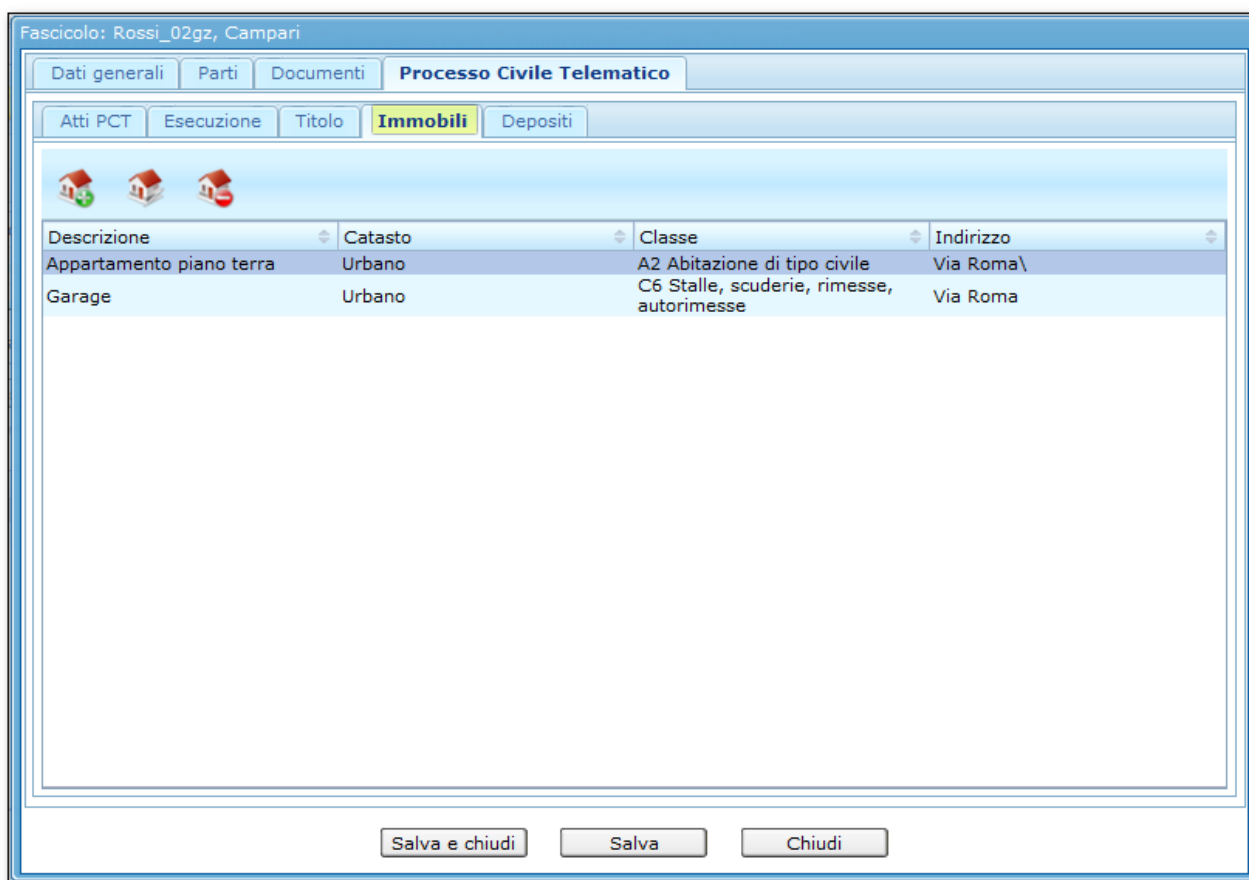 Fascicolo: Rossi_02gz, Campari
Dati generali Parti Documenti Processo Civile Telematico
Atti PCT Esecuzione Titolo Immobili Depositi
Descrizione Catasto Classe Indirizzo
Appartamento piano terra Urbano A2 Abitazione di tipo civile Via Roma\
Garage Urbano C6 Stalle, scuderie, rimesse, autorimesse Via Roma
Salva e chiudi Salva Chiudi